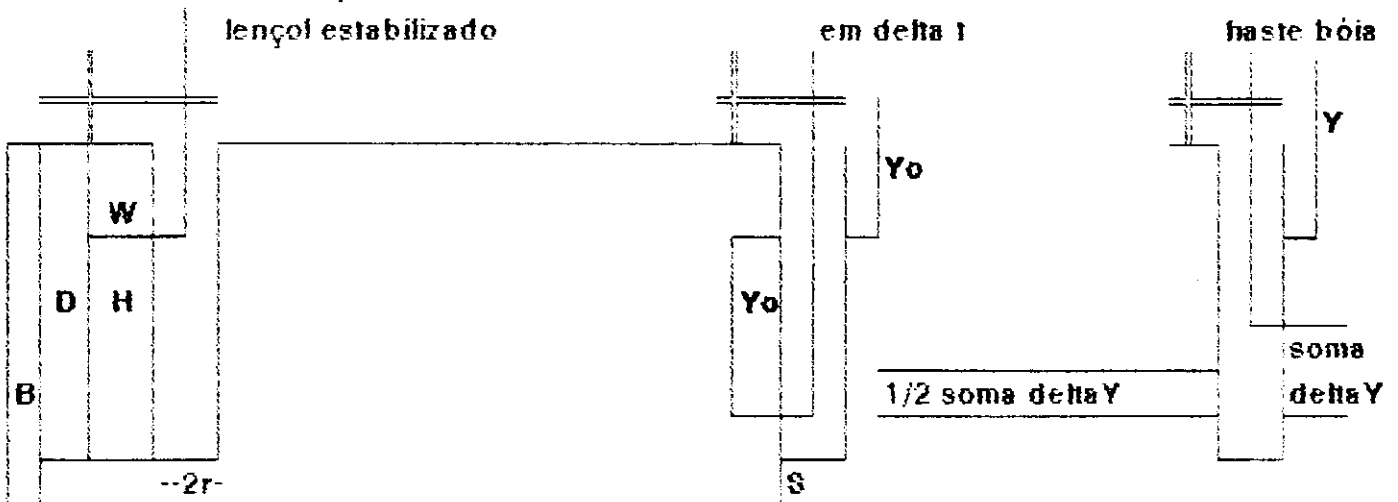 lençol estabilizado em delta t haste bóia
Y
Yo
W
D H Yo
soma
B 1/2 soma deltaY deltaY
--2r- S